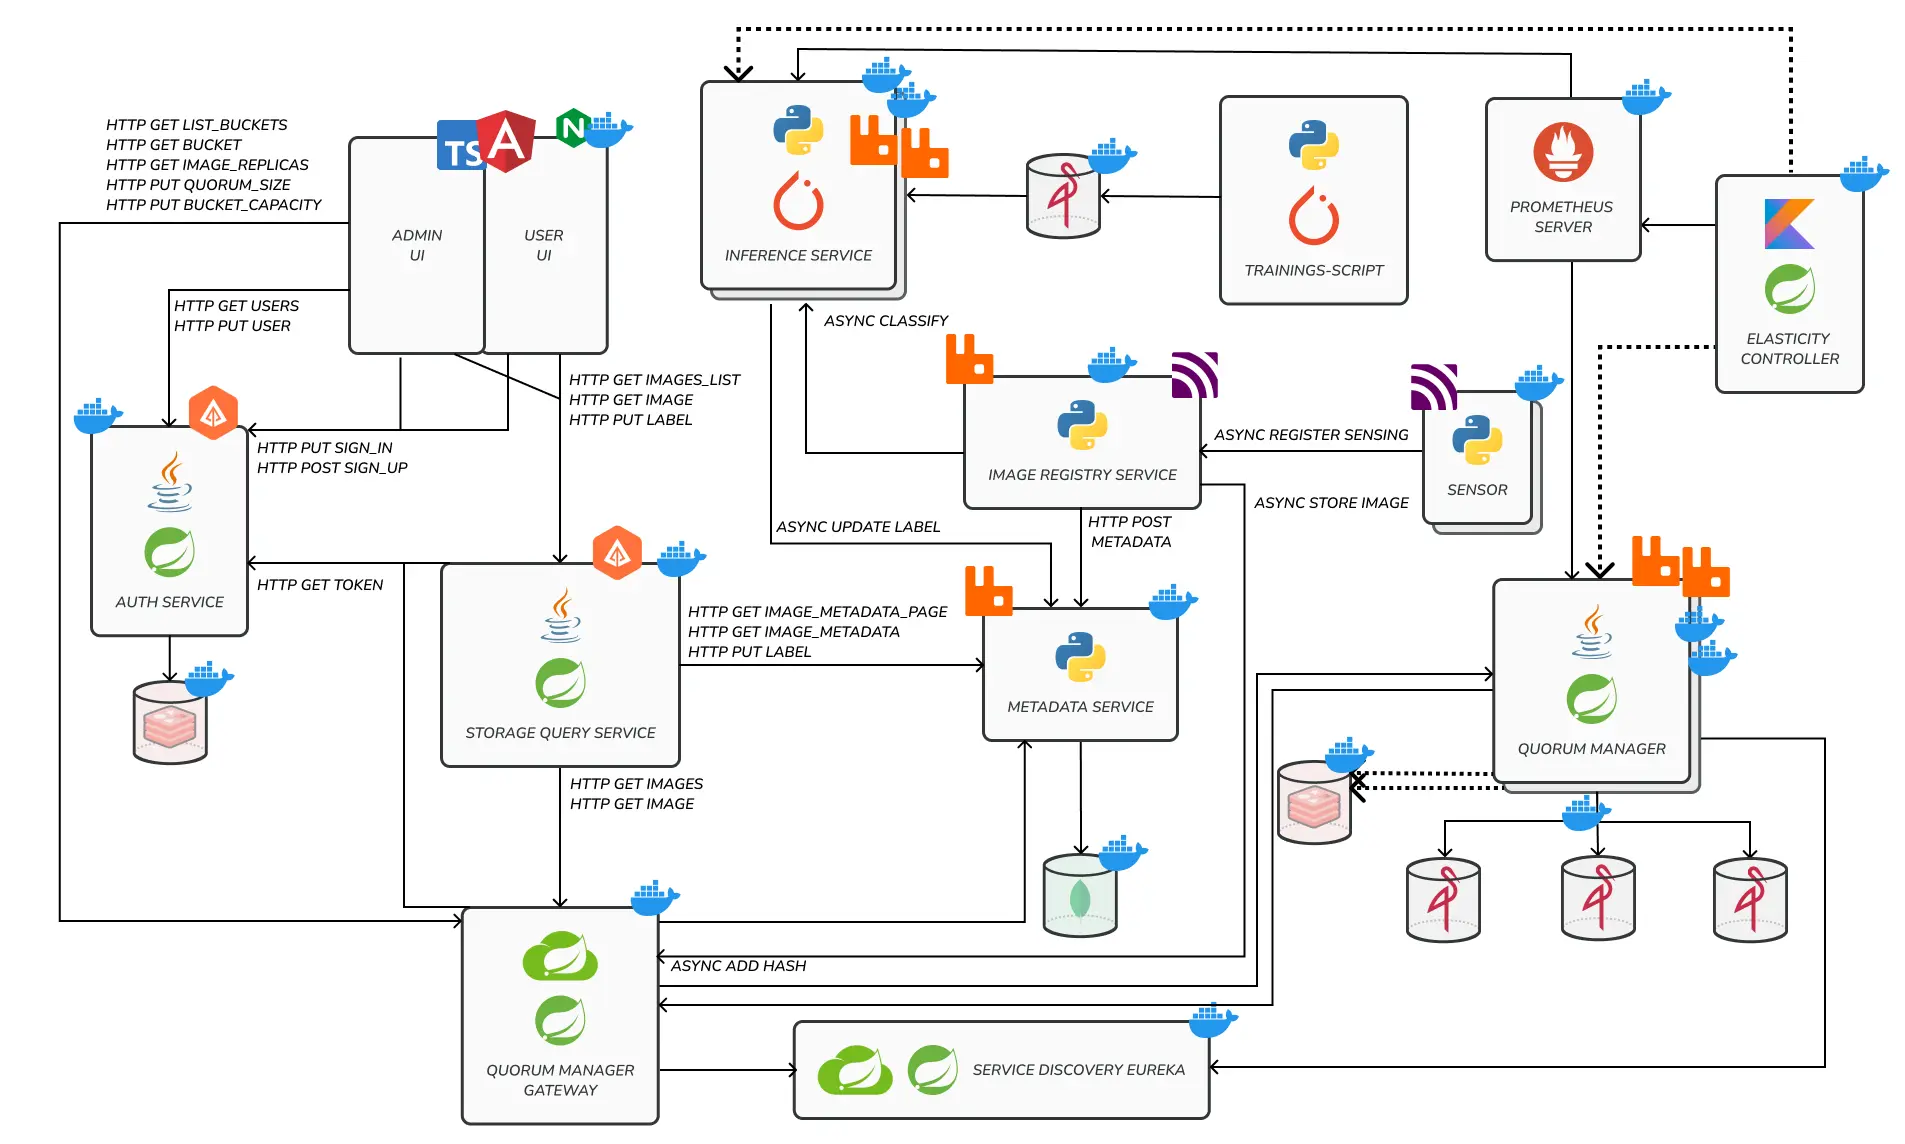 HTTP GET LIST_BUCKETS
HTTP GET BUCKET
HTTP GET IMAGE_REPLICAS
HTTP PUT QUORUM_SIZE
HTTP PUT BUCKET_CAPACITY
TS
A
N
ADMIN
UI
USER
UI
INFERENCE SERVICE
TRAININGS-SCRIPT
PROMETHEUS
SERVER
ELASTICITY
CONTROLLER
HTTP GET USERS
HTTP PUT USER
ASYNC CLASSIFY
HTTP GET IMAGES_LIST
HTTP GET IMAGE
HTTP PUT LABEL
HTTP PUT SIGN_IN
HTTP POST SIGN_UP
IMAGE REGISTRY SERVICE
ASYNC REGISTER SENSING
ASYNC STORE IMAGE
SENSOR
ASYNC UPDATE LABEL
HTTP POST
METADATA
AUTH SERVICE
HTTP GET TOKEN
STORAGE QUERY SERVICE
HTTP GET IMAGE_METADATA_PAGE
HTTP GET IMAGE_METADATA
HTTP PUT LABEL
METADATA SERVICE
QUORUM MANAGER
HTTP GET IMAGES
HTTP GET IMAGE
ASYNC ADD HASH
QUORUM MANAGER
GATEWAY
SERVICE DISCOVERY EUREKA